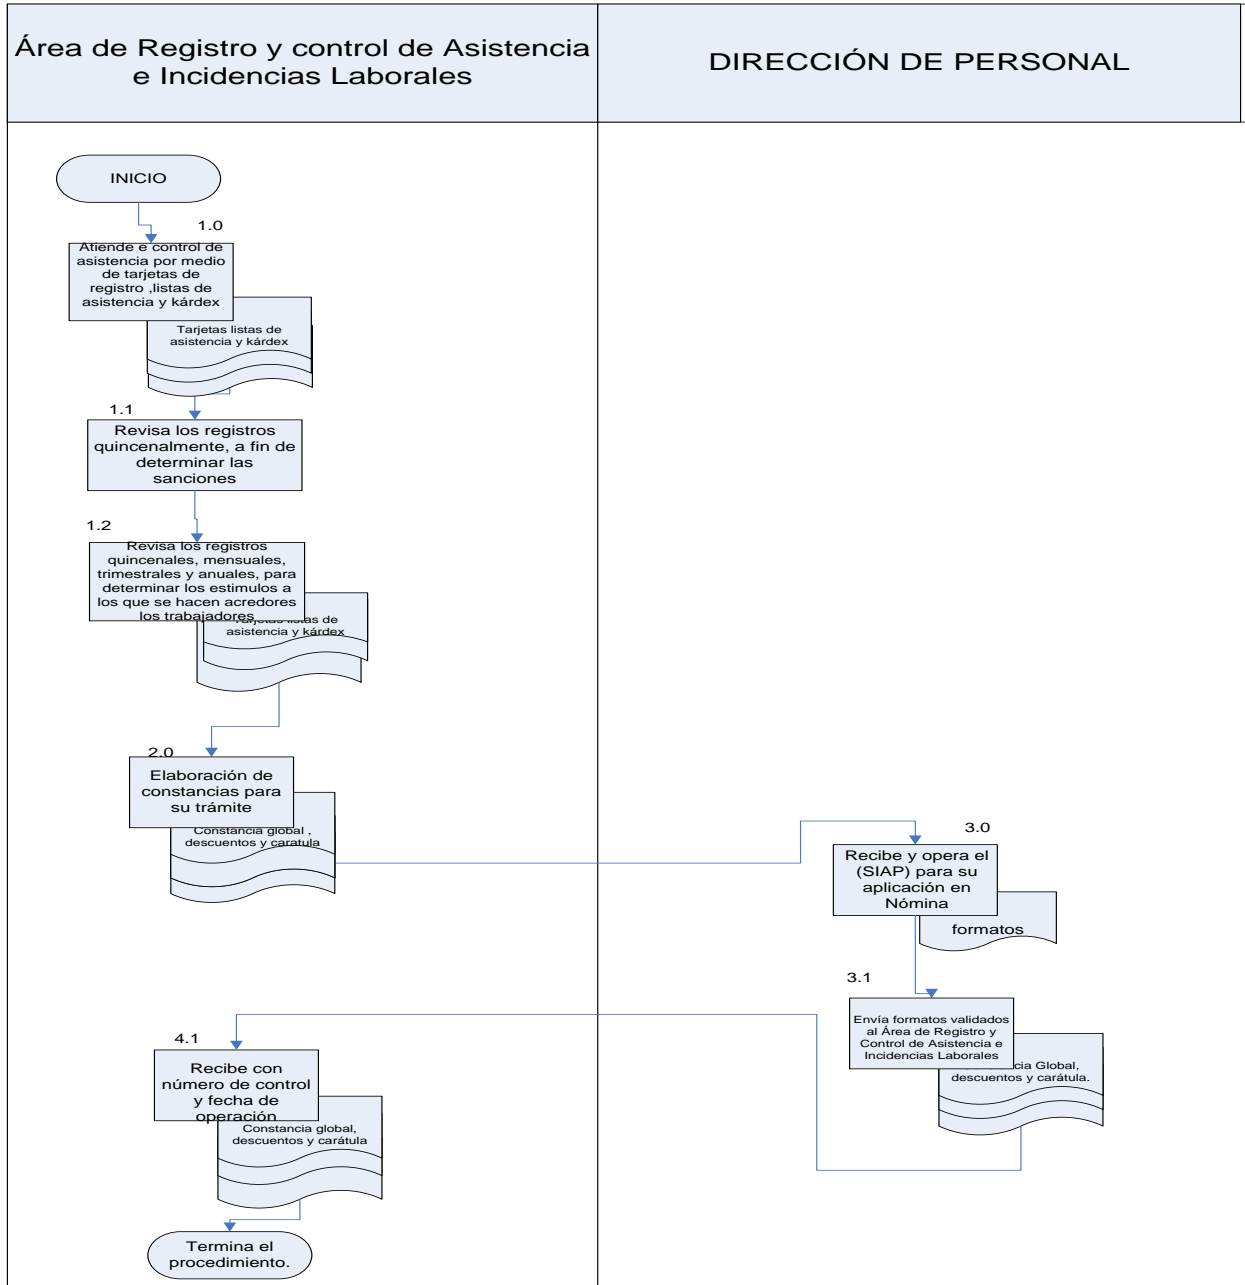 Área de Registro y control de Asistencia
e Incidencias Laborales
DIRECCIÓN DE PERSONAL
INICIO
1.0
Atiende e control de
asistencia por medio
de tarjetas de
registro ,listas de
asistencia y kárdex
Tarjetas listas de
asistencia y kárdex
1.1
Revisa los registros
quincenalmente, a fin de
determinar las
sanciones
1.2
Revisa los registros
quincenales, mensuales,
trimestrales y anuales, para
determinar los estimulos a
los que se hacen acredores
los trabajadores
Tarjetas listas de
asistencia y kárdex
2.0
Elaboración de
constancias para
su trámite
Constancia global ,
descuentos y caratula
3.0
Recibe y opera el
(SIAP) para su
aplicación en
Nómina
formatos
3.1
Envía formatos validados
al Área de Registro y
Control de Asistencia e
Incidencias Laborales
Global,
descuentos y carátula.
4.1
Recibe con
número de control
y fecha de
operación
Constancia global,
descuentos y carátula
Termina el
procedimiento.